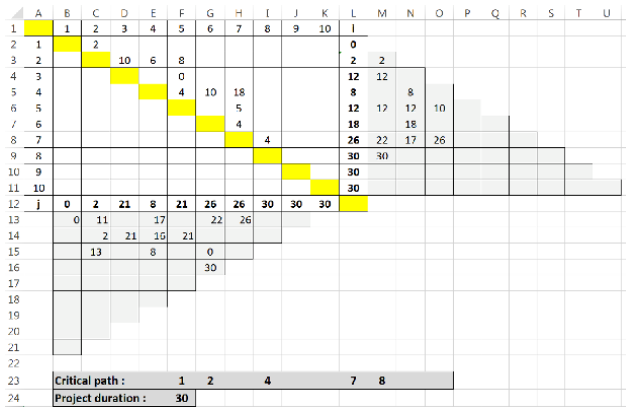 A B C D E F G H I J K L M N O P Q R S T U
1 1 2 3 4 5 6 7 8 9 10 I
2 1 2 0
3 2 10 6 8 2 2
4 3 0 12 12
5 4 4 10 18 8 8
6 5 5 12 12 12 10
7 6 4 18 18
8 7 4 26 22 17 26
9 8 30 30
10 9 30
11 10 30
12 j 0 2 21 8 21 26 26 30 30 30
13 0 11 17 22 26
14 2 21 16 21
15 13 8 0
16 30
17
18
19
20
21
22
23 Critical path : 1 2 4 7 8
24 Project duration : 30